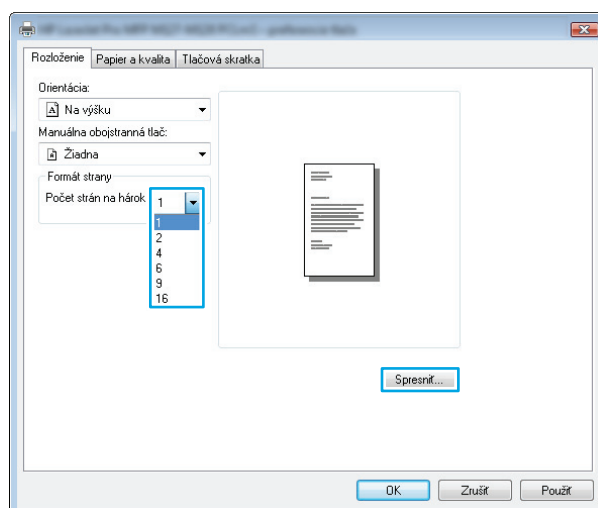 Rozloženie Papier a kvalita Tlačová skratka
Orientácia:
Na výšku
Manuálna obojstranná tlač:
Žiadna
Formát strany
Počet strán na hárok 1
1
2
4
6
9
16
Spresniť...
OK Zrušiť Použiť